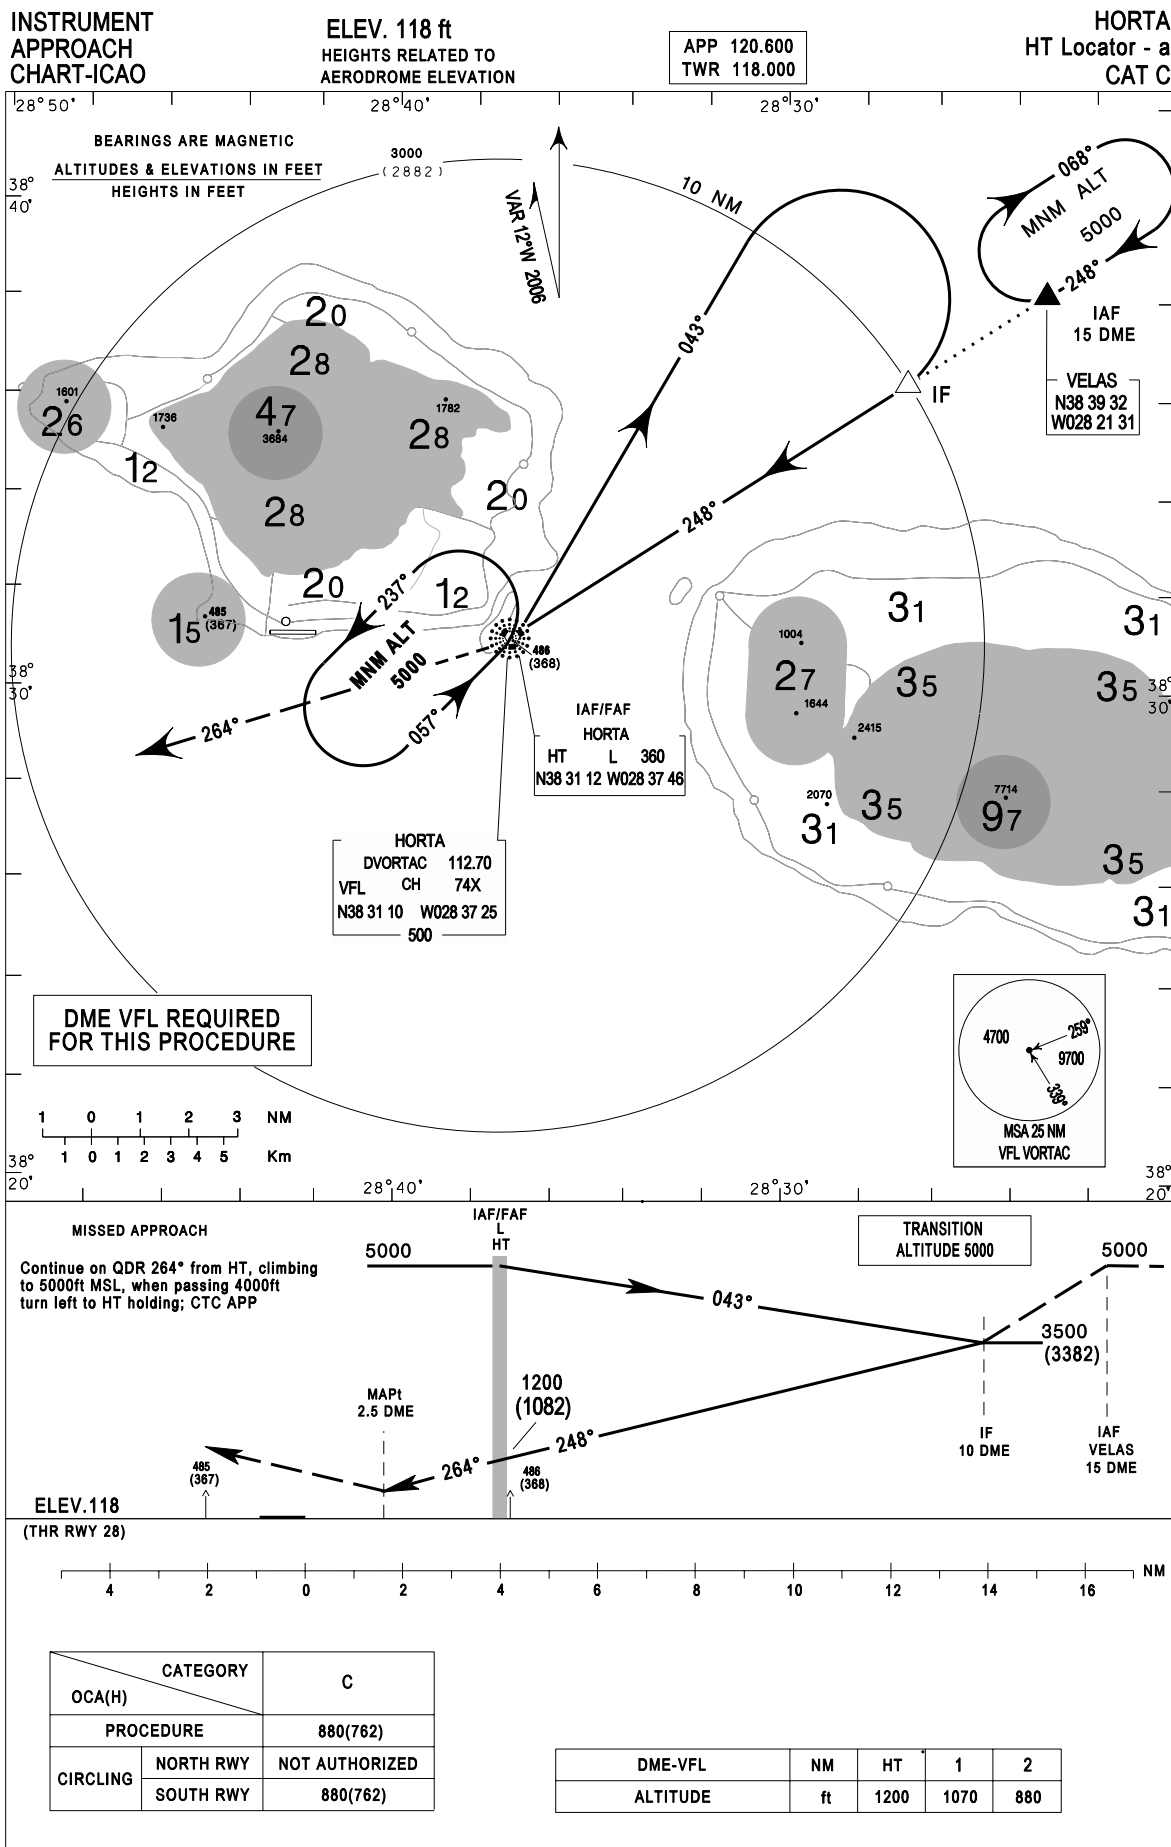 INSTRUMENT
APPROACH
CHART-ICAO
ELEV. 118 ft
HEIGHTS RELATED TO
AERODROME ELEVATION
APP 120.600
TWR 118.000
HORTA
HT Locator - a
CAT C
28°50'
28°40'
28°30'
BEARINGS ARE MAGNETIC
ALTITUDES & ELEVATIONS IN FEET
HEIGHTS IN FEET
3000
(2882)
10 NM
VAR 12°W 2006
38°
40'
068°
MNM ALT
5000
248°
IAF
15 DME
VELAS
N38 39 32
W028 21 31
IF
043°
248°
20
28
1601
26
1736
47
3684
1782
28
12
28
20
20
237°
12
485
(367)
15
MNM ALT
5000
486
(368)
264°
057°
38°
30'
IAF/FAF
HORTA
HT L 360
N38 31 12 W028 37 46
HORTA
DVORTAC 112.70
VFL CH 74X
N38 31 10 W028 37 25
500
31
31
1004
27
1644
35
35
38°
30'
2415
2070
31
35
7714
97
35
31
DME VFL REQUIRED
FOR THIS PROCEDURE
4700
259°
9700
339°
MSA 25 NM
VFL VORTAC
1 0 1 2 3 NM
1 0 1 2 3 4 5 Km
38°
20'
38°
20'
28°40'
28°30'
MISSED APPROACH
Continue on QDR 264° from HT, climbing
to 5000ft MSL, when passing 4000ft
turn left to HT holding; CTC APP
IAF/FAF
L
HT
5000
TRANSITION
ALTITUDE 5000
5000
043°
3500
(3382)
1200
(1082)
MAPt
2.5 DME
248°
264°
IF
10 DME
IAF
VELAS
15 DME
485
(367)
486
(368)
ELEV.118
(THR RWY 28)
4 2 0 2 4 6 8 10 12 14 16 NM
CATEGORY
OCA(H)
C
PROCEDURE 880(762)
CIRCLING
NORTH RWY NOT AUTHORIZED
SOUTH RWY 880(762)
DME-VFL NM HT 1 2
ALTITUDE ft 1200 1070 880